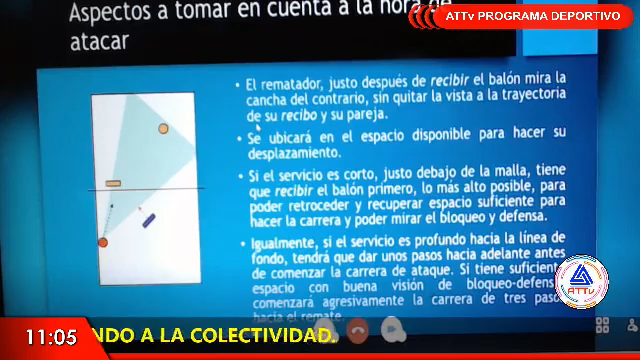 Aspectos a tomar en cuenta a la hora de
atacar
ATTv PROGRAMA DEPORTIVO
• El rematador, justo después de recibir el balón mira la
cancha del contrario, sin quitar la vista a la trayectoria
de su recibo y su pareja.
• Se ubicará en el espacio disponible para hacer su
desplazamiento.
• Si el servicio es corto, justo debajo de la malla, tiene
que recibir el balón primero, lo más alto posible, para
poder retroceder y recuperar espacio suficiente para
hacer la carrera y poder mirar el bloqueo y defensa.
• Igualmente, si el servicio es profundo hacia la línea de
fondo, tendrá que dar unos pasos hacia adelante antes
de comenzar la carrera de ataque. Si tiene suficiente
espacio con buena visión de bloqueo-defens
comenzará agresivamente la carrera de tres paso
hacia el remate.
ATTv
11:05
NDO A LA COLECTIVIDAD.